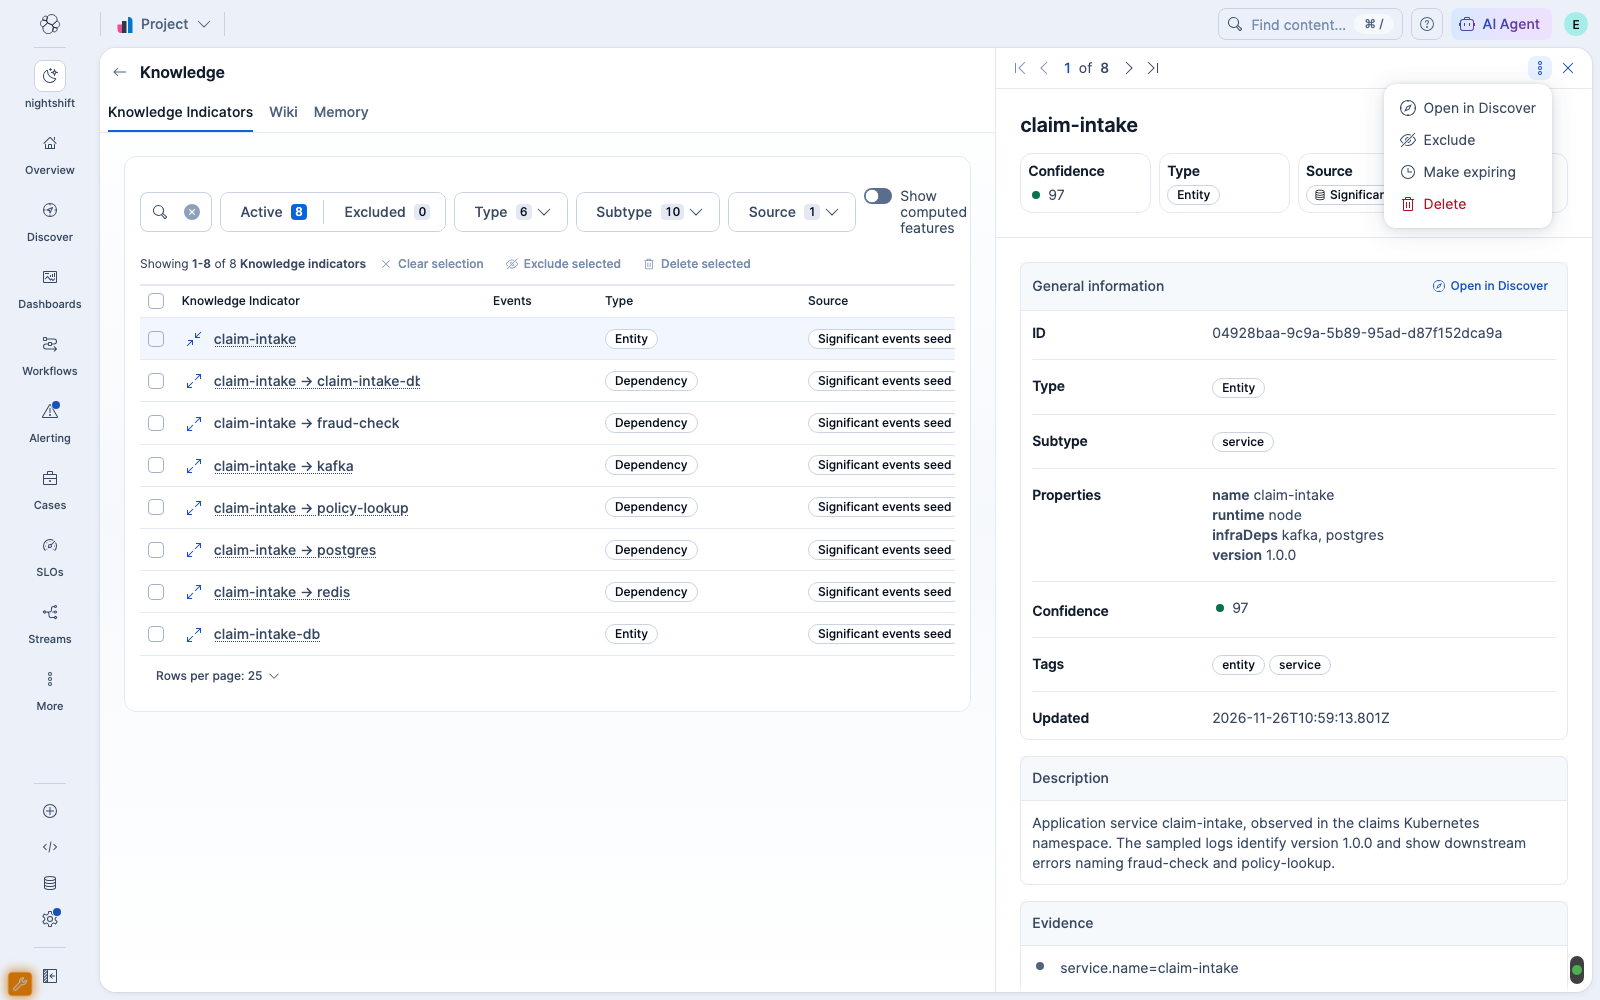 Project
Find content...
⌘ /
AI Agent
E
nightshift
Overview
Discover
Dashboards
Workflows
Alerting
Cases
SLOs
Streams
More
Knowledge
Knowledge Indicators
Wiki
Memory
Active 8
Excluded 0
Type 6
Subtype 10
Source 1
Show computed features
Showing 1-8 of 8 Knowledge indicators
Clear selection
Exclude selected
Delete selected
Knowledge Indicator
Events
Type
Source
claim-intake
Entity
Significant events seed
claim-intake → claim-intake-db
Dependency
Significant events seed
claim-intake → fraud-check
Dependency
Significant events seed
claim-intake → kafka
Dependency
Significant events seed
claim-intake → policy-lookup
Dependency
Significant events seed
claim-intake → postgres
Dependency
Significant events seed
claim-intake → redis
Dependency
Significant events seed
claim-intake-db
Entity
Significant events seed
Rows per page: 25
1 of 8
Open in Discover
Exclude
Make expiring
Delete
claim-intake
Confidence
97
Type
Entity
Source
General information
Open in Discover
ID
04928baa-9c9a-5b89-95ad-d87f152dca9a
Type
Entity
Subtype
service
Properties
name claim-intake
runtime node
infraDeps kafka, postgres
version 1.0.0
Confidence
97
Tags
entity
service
Updated
2026-11-26T10:59:13.801Z
Description
Application service claim-intake, observed in the claims Kubernetes
namespace. The sampled logs identify version 1.0.0 and show downstream
errors naming fraud-check and policy-lookup.
Evidence
service.name=claim-intake